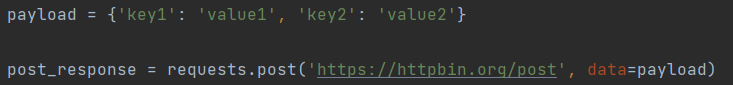 payload = {'key1': 'value1', 'key2': 'value2'}
post_response = requests.post('https://httpbin.org/post', data=payload)